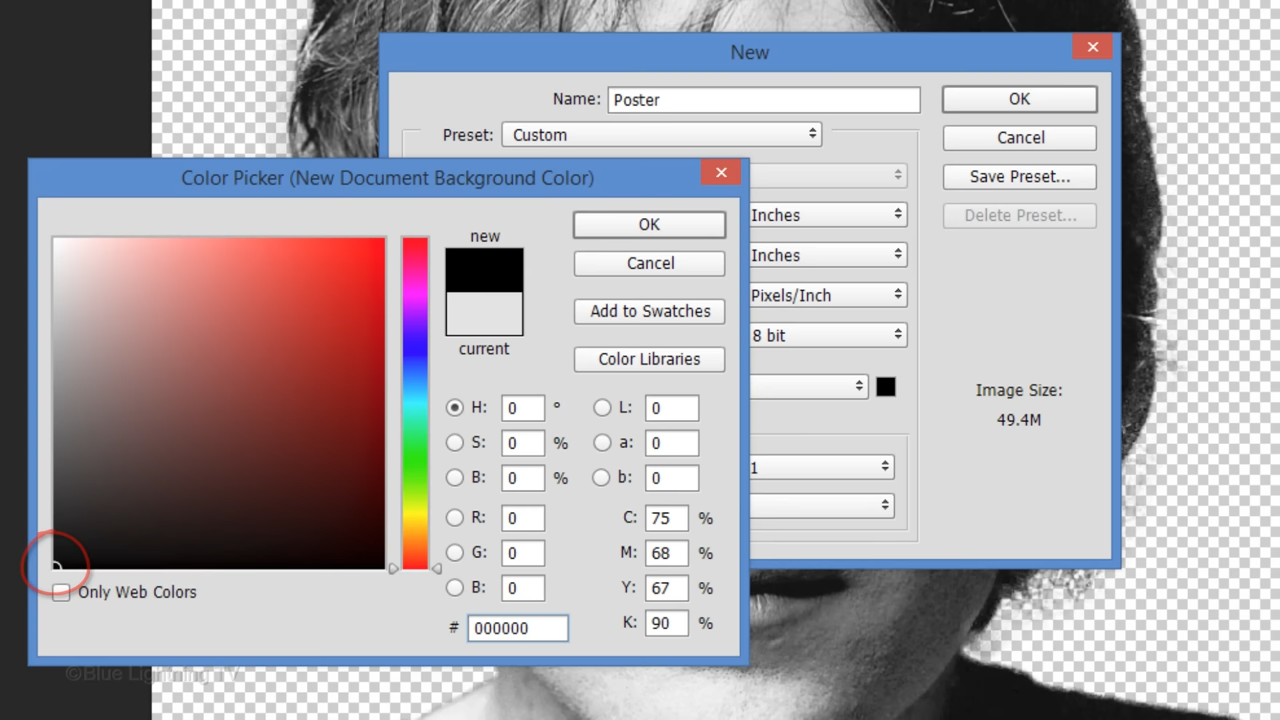 New
Name: Poster
OK
Preset: Custom
Cancel
Color Picker (New Document Background Color)
Save Preset...
Inches
Delete Preset...
new
OK
Inches
Cancel
Pixels/Inch
Add to Swatches
8 bit
current
Color Libraries
Image Size:
H: 0 °
L: 0
49.4M
S: 0 %
a: 0
B: 0 %
b: 0
1
R: 0
C: 75 %
G: 0
M: 68 %
B: 0
Y: 67 %
Only Web Colors
# 000000
K: 90 %
©Blue Lightning TV